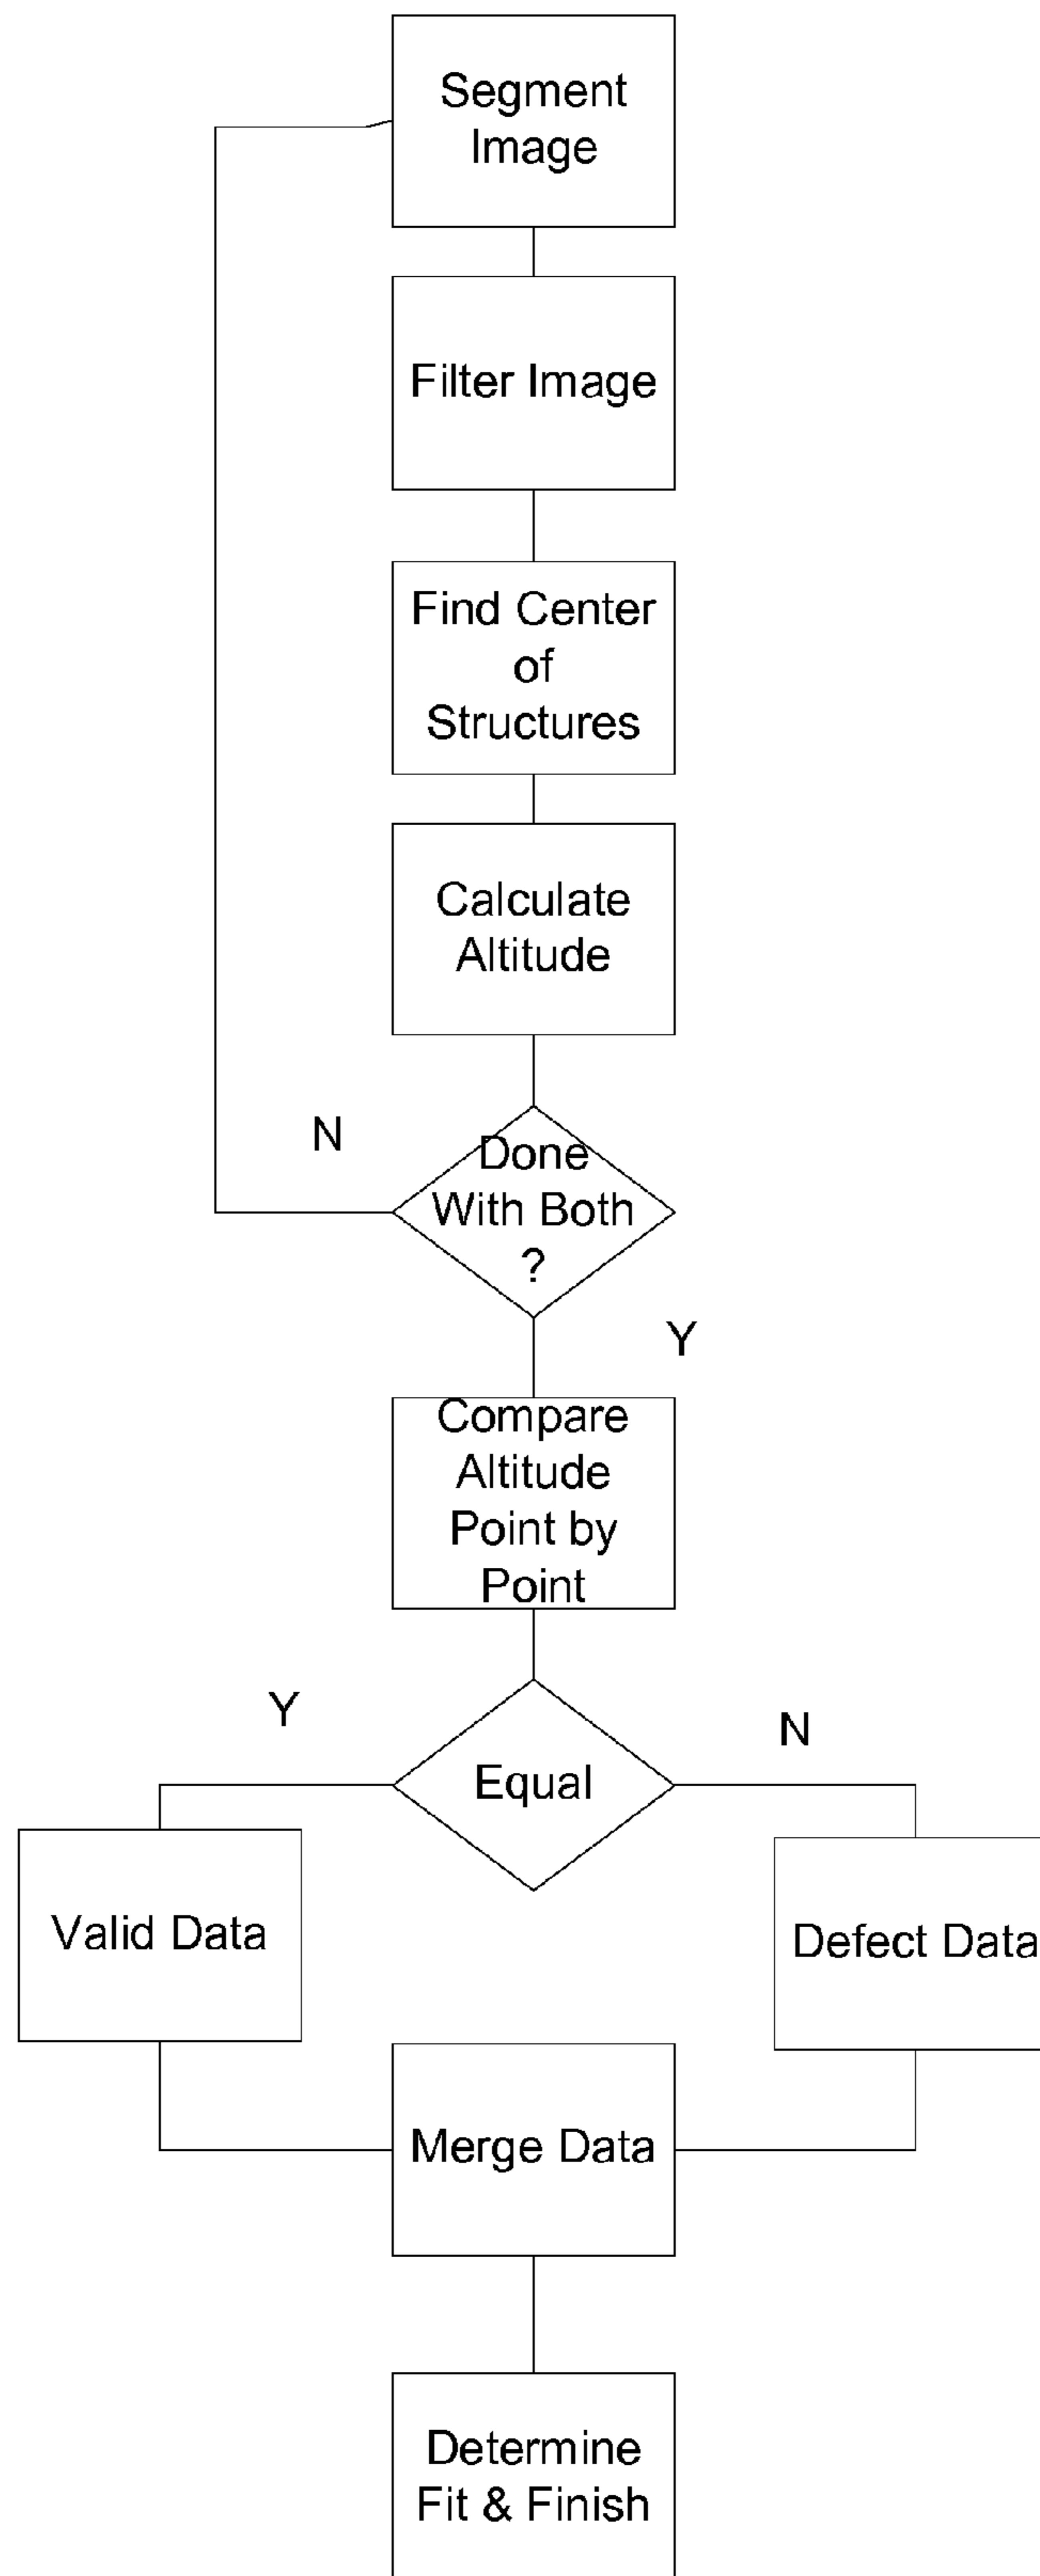 Segment
Image
Filter Image
Find Center
of
Structures
Calculate
Altitude
N
Done
With Both
?
Y
Compare
Altitude
Point by
Point
Y
N
Equal
Valid Data
Defect Data
Merge Data
Determine
Fit & Finish